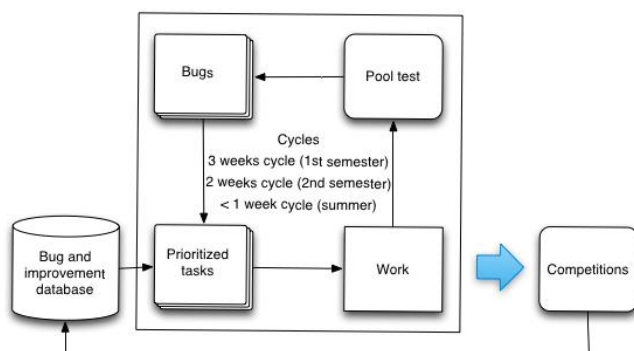 Bugs
Pool test
Cycles
3 weeks cycle (1st semester)
2 weeks cycle (2nd semester)
< 1 week cycle (summer)
Bug and
improvement
database
Prioritized
tasks
Work
Competitions